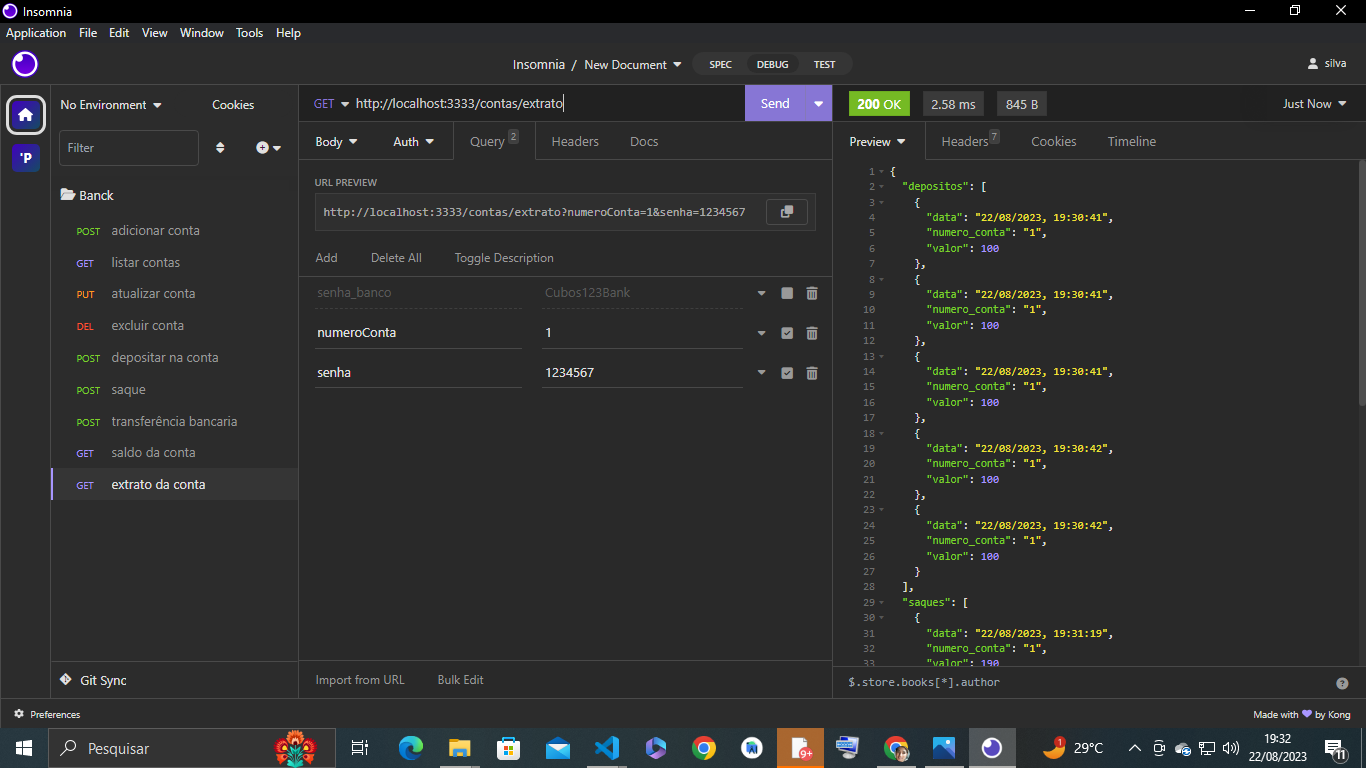 Insomnia
Application File Edit View Window Tools Help
Insomnia / New Document SPEC DEBUG TEST silva
No Environment Cookies
Filter
Banck
POST adicionar conta
GET listar contas
PUT atualizar conta
DEL excluir conta
POST depositar na conta
POST saque
POST transferência bancaria
GET saldo da conta
GET extrato da conta
Git Sync
'P
GET http://localhost:3333/contas/extrato Send
Body Auth Query 2 Headers Docs
URL PREVIEW
http://localhost:3333/contas/extrato?numeroConta=1&senha=1234567
Add Delete All Toggle Description
senha_banco Cubos123Bank
numeroConta 1
senha 1234567
Import from URL Bulk Edit
200 OK 2.58 ms 845 B Just Now
Preview Headers 7 Cookies Timeline
1 {
2 "depositos": [
3 {
4 "data": "22/08/2023, 19:30:41",
5 "numero_conta": "1",
6 "valor": 100
7 },
8 {
9 "data": "22/08/2023, 19:30:41",
10 "numero_conta": "1",
11 "valor": 100
12 },
13 {
14 "data": "22/08/2023, 19:30:41",
15 "numero_conta": "1",
16 "valor": 100
17 },
18 {
19 "data": "22/08/2023, 19:30:42",
20 "numero_conta": "1",
21 "valor": 100
22 },
23 {
24 "data": "22/08/2023, 19:30:42",
25 "numero_conta": "1",
26 "valor": 100
27 }
28 ],
29 "saques": [
30 {
31 "data": "22/08/2023, 19:31:19",
32 "numero_conta": "1",
33 "valor": 190
$.store.books[*].author
Preferences Made with by Kong
Pesquisar 9+ 1 29°C 19:32
22/08/2023 11